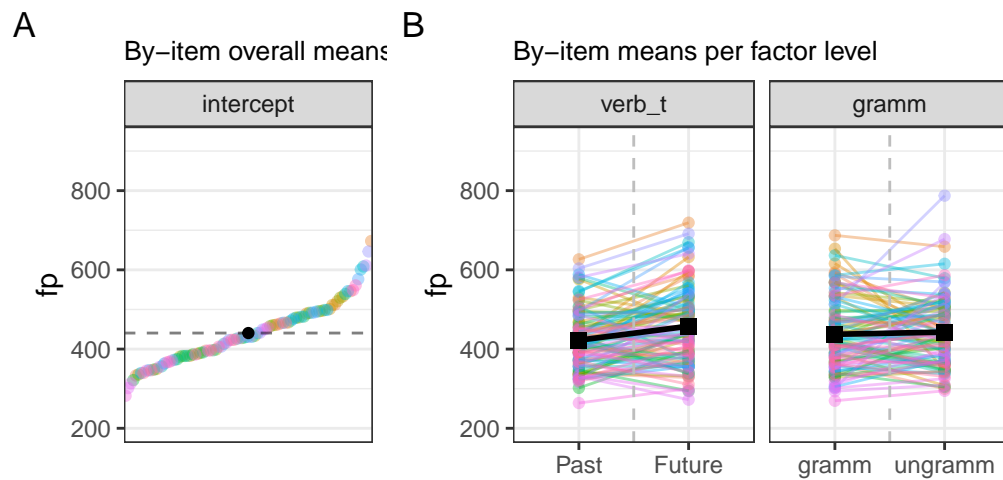 A
By−item overall means
intercept
fp
800
600
400
200
B
By−item means per factor level
verb_t
gramm
fp
800
600
400
200
Past
Future
gramm
ungramm